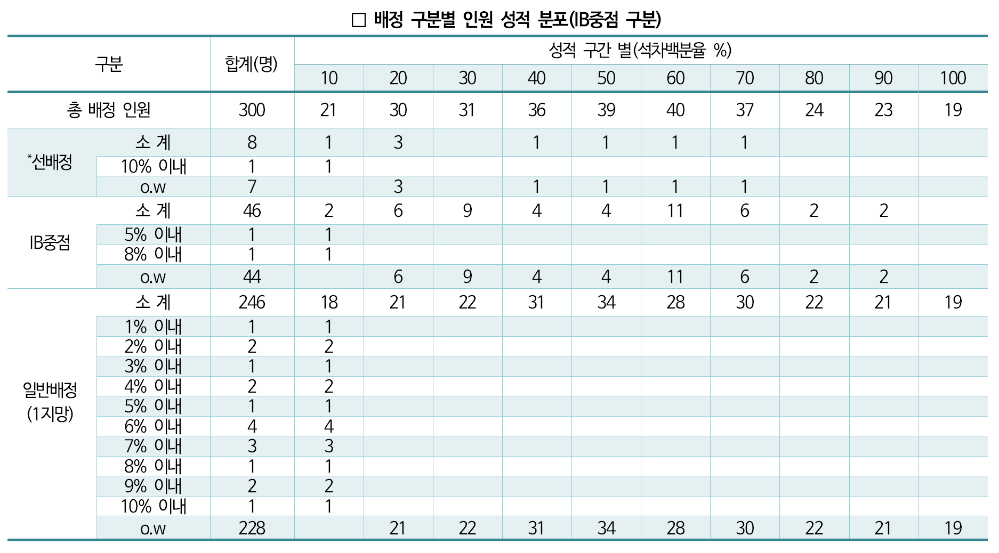 □ 배정 구분별 인원 성적 분포(IB중점 구분)
구분 합계(명) 성적 구간 별(석차백분율 %)
10 20 30 40 50 60 70 80 90 100
총 배정 인원 300 21 30 31 36 39 40 37 24 23 19
*선배정
소 계 8 1 3 1 1 1 1
10% 이내 1 1
o.w 7 3 1 1 1 1
IB중점
소 계 46 2 6 9 4 4 11 6 2 2
5% 이내 1 1
8% 이내 1 1
o.w 44 6 9 4 4 11 6 2 2
일반배정
(1지망)
소 계 246 18 21 22 31 34 28 30 22 21 19
1% 이내 1 1
2% 이내 2 2
3% 이내 1 1
4% 이내 2 2
5% 이내 1 1
6% 이내 4 4
7% 이내 3 3
8% 이내 1 1
9% 이내 2 2
10% 이내 1 1
o.w 228 21 22 31 34 28 30 22 21 19